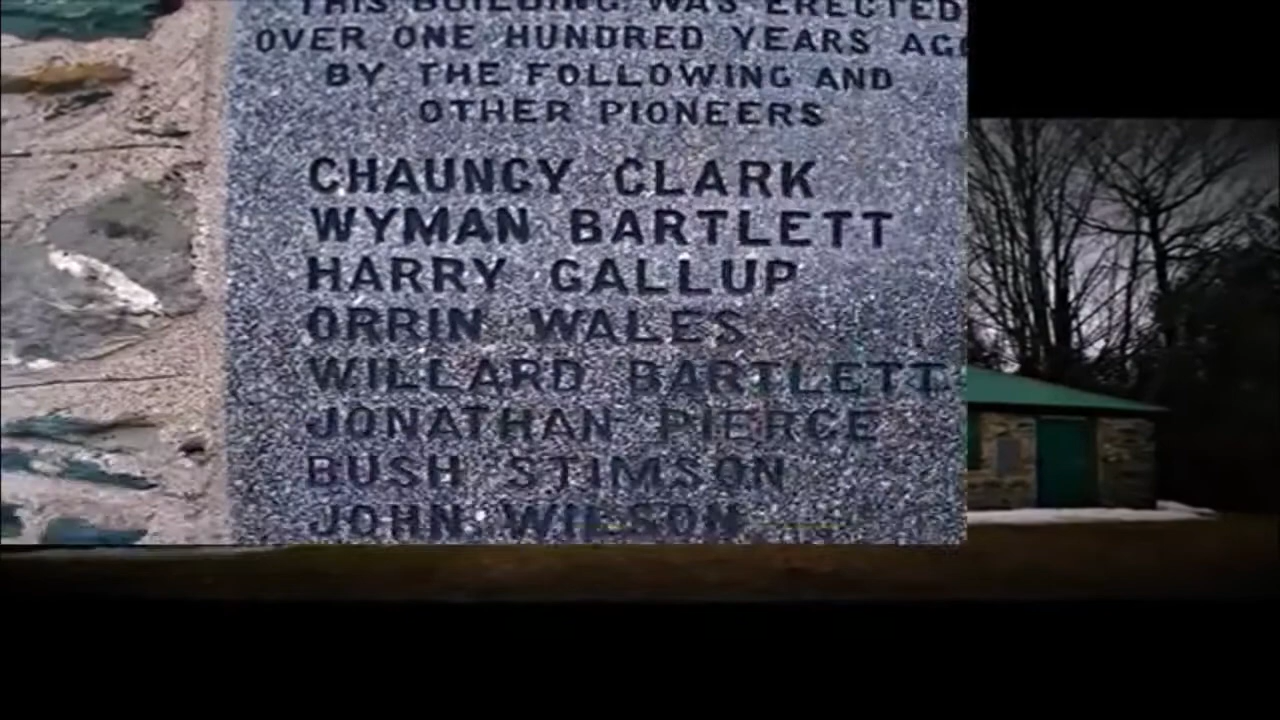 THIS BUILDING WAS ERECTED
OVER ONE HUNDRED YEARS AGO
BY THE FOLLOWING AND
OTHER PIONEERS
CHAUNCY CLARK
WYMAN BARTLETT
HARRY GALLUP
ORRIN WALES
WILLARD BARTLETT
JONATHAN PIERCE
BUSH STIMSON
JOHN WILSON